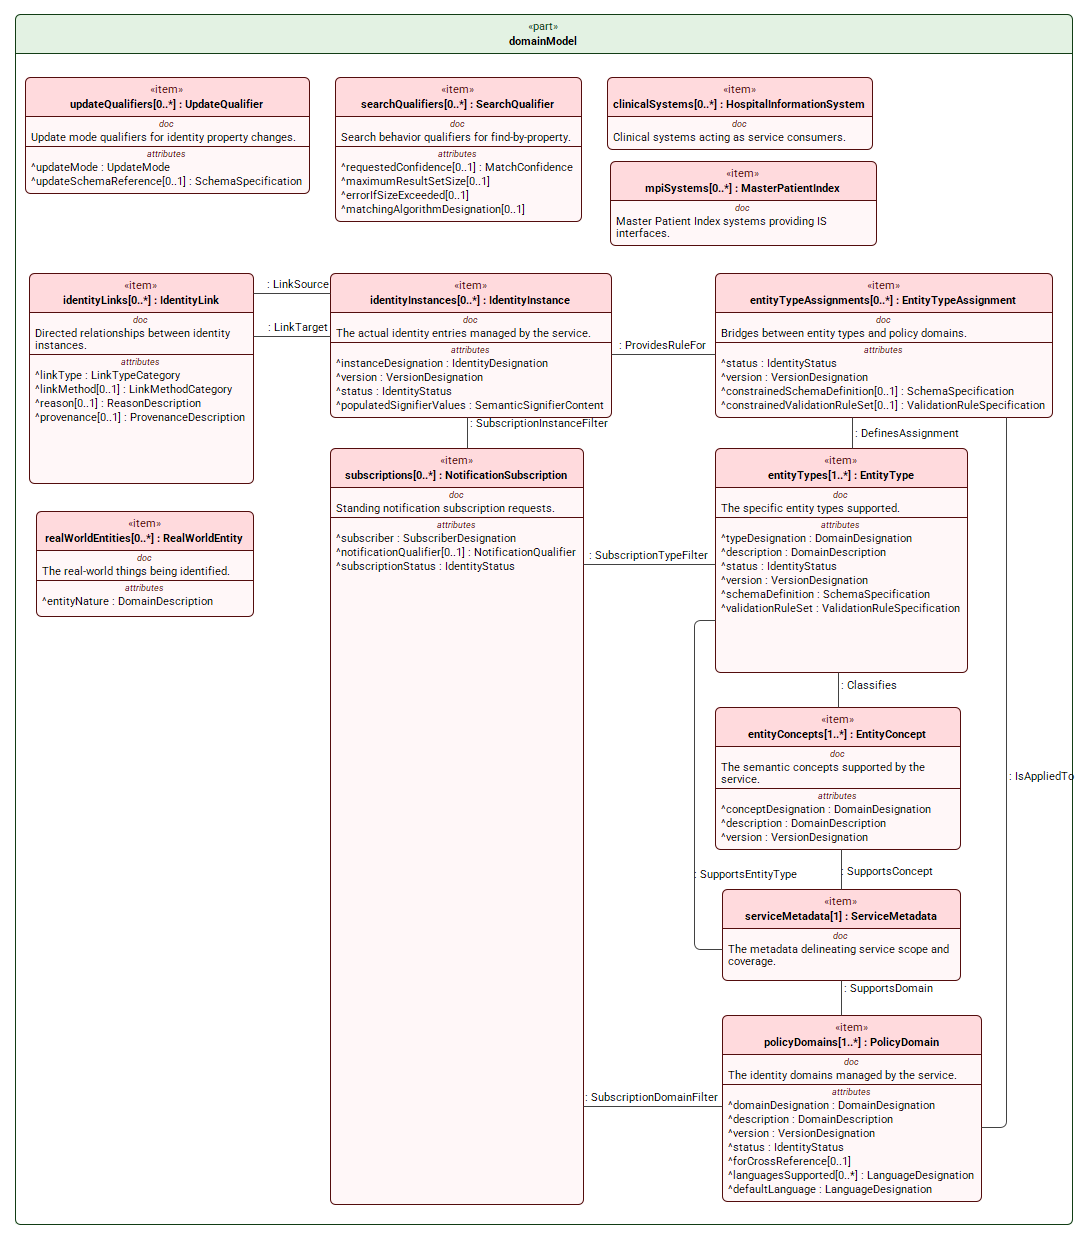 «part»
domainModel
«item»
updateQualifiers[0..*] : UpdateQualifier
doc
Update mode qualifiers for identity property changes.
attributes
^updateMode : UpdateMode
^updateSchemaReference[0..1] : SchemaSpecification
«item»
searchQualifiers[0..*] : SearchQualifier
doc
Search behavior qualifiers for find-by-property.
attributes
^requestedConfidence[0..1] : MatchConfidence
^maximumResultSetSize[0..1]
^errorIfSizeExceeded[0..1]
^matchingAlgorithmDesignation[0..1]
«item»
clinicalSystems[0..*] : HospitalInformationSystem
doc
Clinical systems acting as service consumers.
«item»
mpiSystems[0..*] : MasterPatientIndex
doc
Master Patient Index systems providing IS
interfaces.
«item»
identityLinks[0..*] : IdentityLink
doc
Directed relationships between identity
instances.
attributes
^linkType : LinkTypeCategory
^linkMethod[0..1] : LinkMethodCategory
^reason[0..1] : ReasonDescription
^provenance[0..1] : ProvenanceDescription
: LinkSource
: LinkTarget
«item»
identityInstances[0..*] : IdentityInstance
doc
The actual identity entries managed by the service.
attributes
^instanceDesignation : IdentityDesignation
^version : VersionDesignation
^status : IdentityStatus
^populatedSignifierValues : SemanticSignifierContent
: ProvidesRuleFor
«item»
entityTypeAssignments[0..*] : EntityTypeAssignment
doc
Bridges between entity types and policy domains.
attributes
^status : IdentityStatus
^version : VersionDesignation
^constrainedSchemaDefinition[0..1] : SchemaSpecification
^constrainedValidationRuleSet[0..1] : ValidationRuleSpecification
: SubscriptionInstanceFilter
: DefinesAssignment
«item»
subscriptions[0..*] : NotificationSubscription
doc
Standing notification subscription requests.
attributes
^subscriber : SubscriberDesignation
^notificationQualifier[0..1] : NotificationQualifier
^subscriptionStatus : IdentityStatus
: SubscriptionTypeFilter
«item»
entityTypes[1..*] : EntityType
doc
The specific entity types supported.
attributes
^typeDesignation : DomainDesignation
^description : DomainDescription
^status : IdentityStatus
^version : VersionDesignation
^schemaDefinition : SchemaSpecification
^validationRuleSet : ValidationRuleSpecification
«item»
realWorldEntities[0..*] : RealWorldEntity
doc
The real-world things being identified.
attributes
^entityNature : DomainDescription
: Classifies
«item»
entityConcepts[1..*] : EntityConcept
doc
The semantic concepts supported by the
service.
attributes
^conceptDesignation : DomainDesignation
^description : DomainDescription
^version : VersionDesignation
: IsAppliedTo
: SupportsEntityType
: SupportsConcept
«item»
serviceMetadata[1] : ServiceMetadata
doc
The metadata delineating service scope and
coverage.
: SupportsDomain
«item»
policyDomains[1..*] : PolicyDomain
doc
The identity domains managed by the service.
attributes
^domainDesignation : DomainDesignation
^description : DomainDescription
^version : VersionDesignation
^status : IdentityStatus
^forCrossReference[0..1]
^languagesSupported[0..*] : LanguageDesignation
^defaultLanguage : LanguageDesignation
: SubscriptionDomainFilter